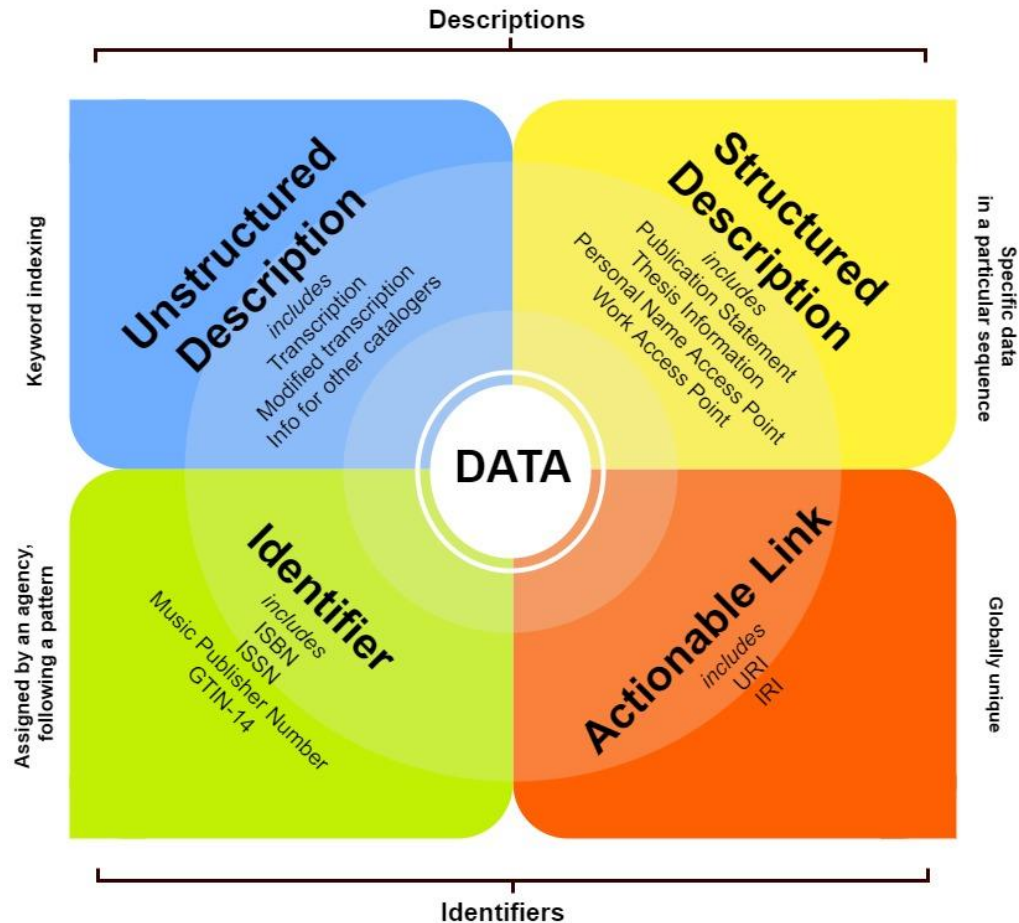 Descriptions
Keyword indexing
Unstructured
Description
includes
Transcription
Modified transcription
Info for other catalogers
Structured
Description
includes
Publication Statement
Thesis Information
Personal Name Access Point
Work Access Point
Specific data
in a particular sequence
DATA
Assigned by an agency,
following a pattern
Identifier
includes
ISBN
ISSN
Music Publisher Number
GTIN-14
Actionable Link
includes
URI
IRI
Globally unique
Identifiers